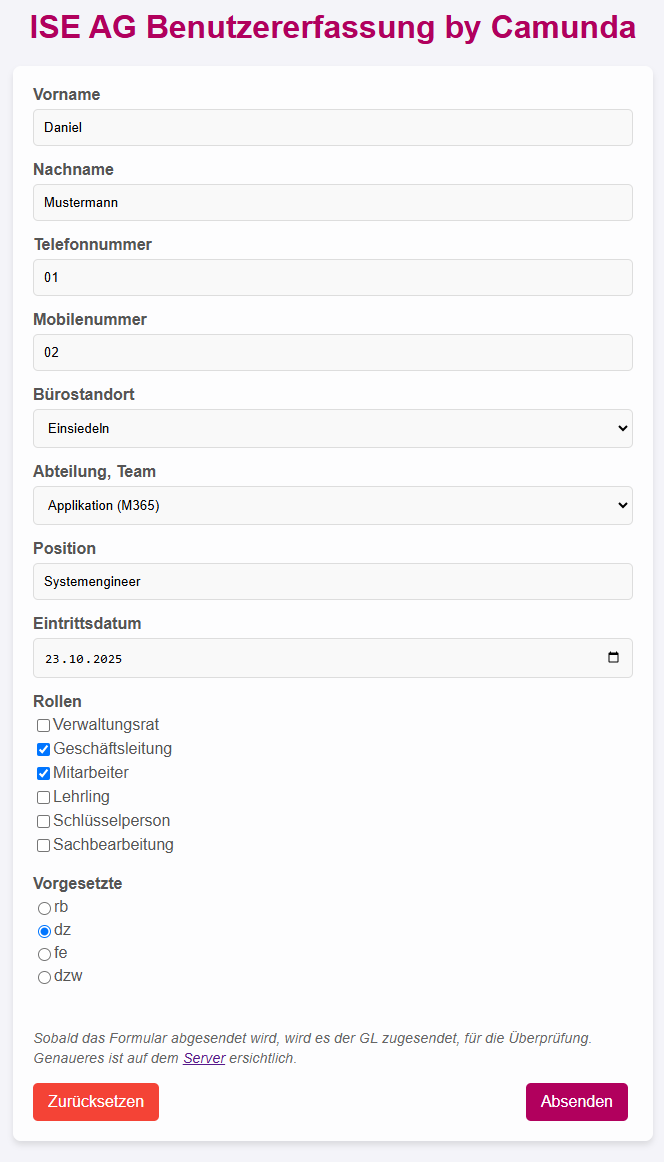 ISE AG Benutzererfassung by Camunda
Vorname
Daniel
Nachname
Mustermann
Telefonnummer
01
Mobilenummer
02
Bürostandort
Einsiedeln
Abteilung, Team
Applikation (M365)
Position
Systemengineer
Eintrittsdatum
23.10.2025
Rollen
Verwaltungsrat
Geschäftsleitung
Mitarbeiter
Lehrling
Schlüsselperson
Sachbearbeitung
Vorgesetzte
rb
dz
fe
dzw
Sobald das Formular abgesendet wird, wird es der GL zugesendet, für die Überprüfung.
Genaueres ist auf dem Server ersichtlich.
Zurücksetzen
Absenden